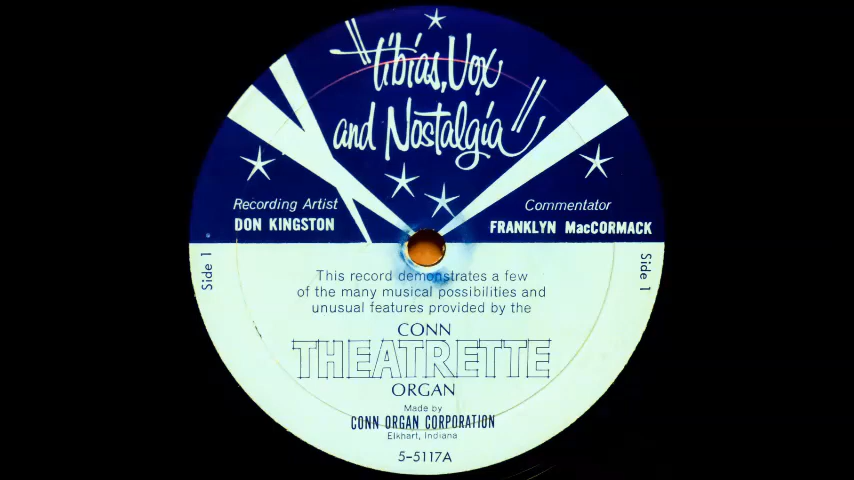 "Tibias, Vox
and Nostalgia"
Recording Artist
DON KINGSTON
Commentator
FRANKLYN MacCORMACK
Side 1
Side 1
This record demonstrates a few
of the many musical possibilities and
unusual features provided by the
CONN
THEATRETTE
ORGAN
Made by
CONN ORGAN CORPORATION
Elkhart, Indiana
5-5117A